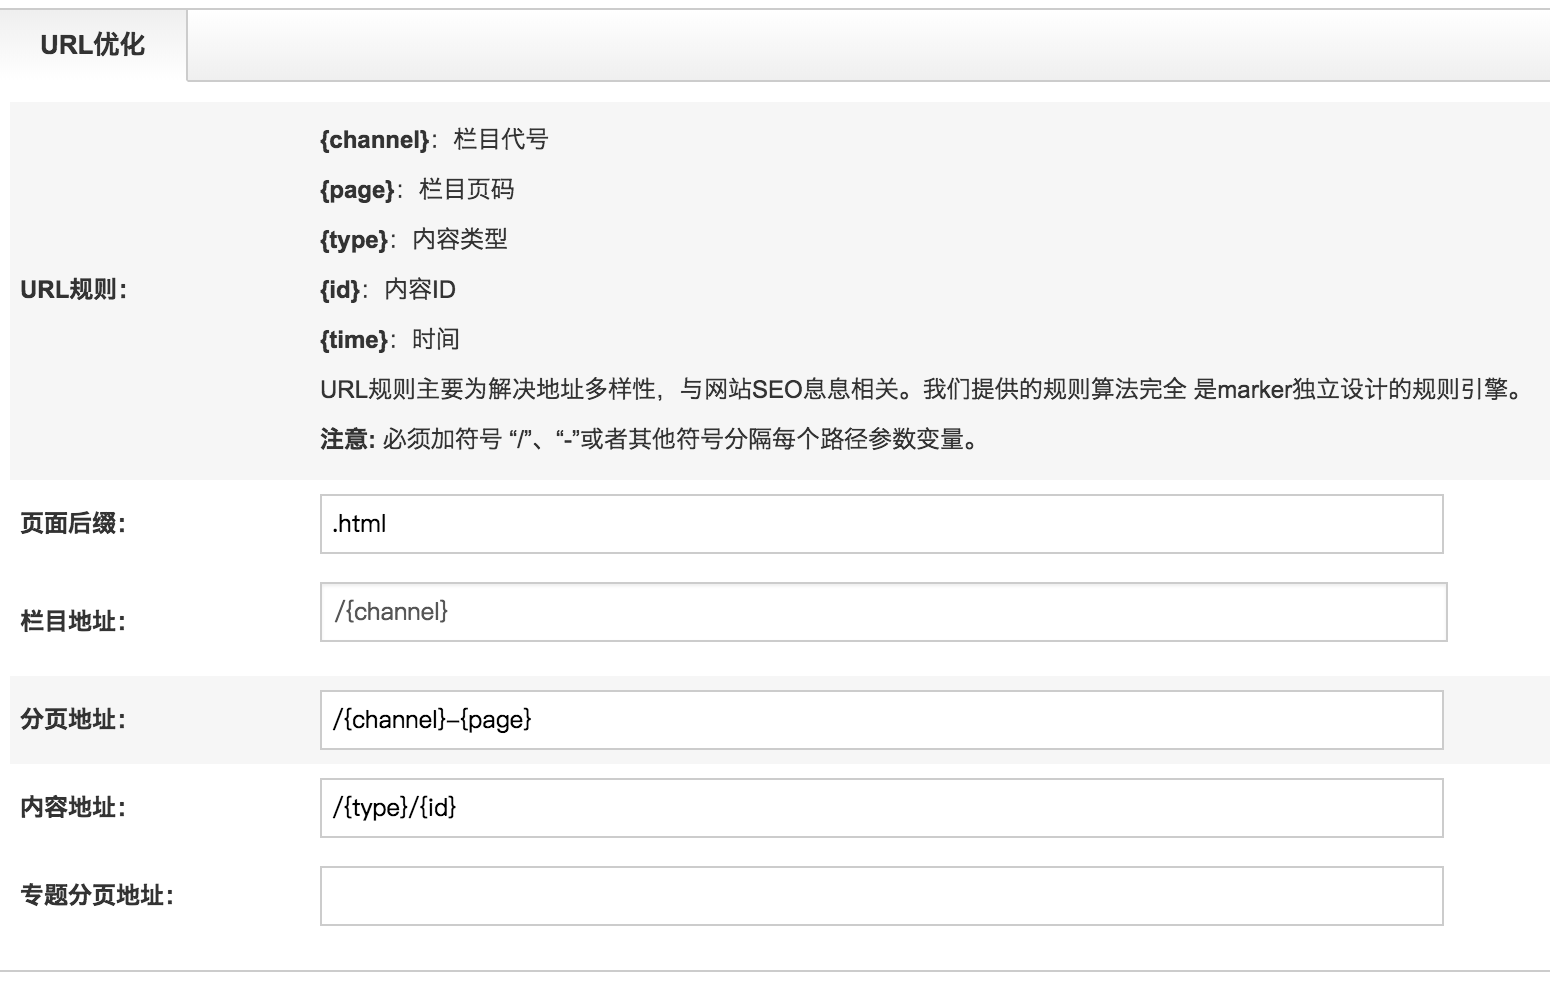 URL优化
URL规则：
{channel}：栏目代号
{page}：栏目页码
{type}：内容类型
{id}：内容ID
{time}：时间
URL规则主要为解决地址多样性，与网站SEO息息相关。我们提供的规则算法完全 是marker独立设计的规则引擎。
注意: 必须加符号 “/”、“-”或者其他符号分隔每个路径参数变量。
页面后缀：
.html
栏目地址：
/{channel}
分页地址：
/{channel}-{page}
内容地址：
/{type}/{id}
专题分页地址：